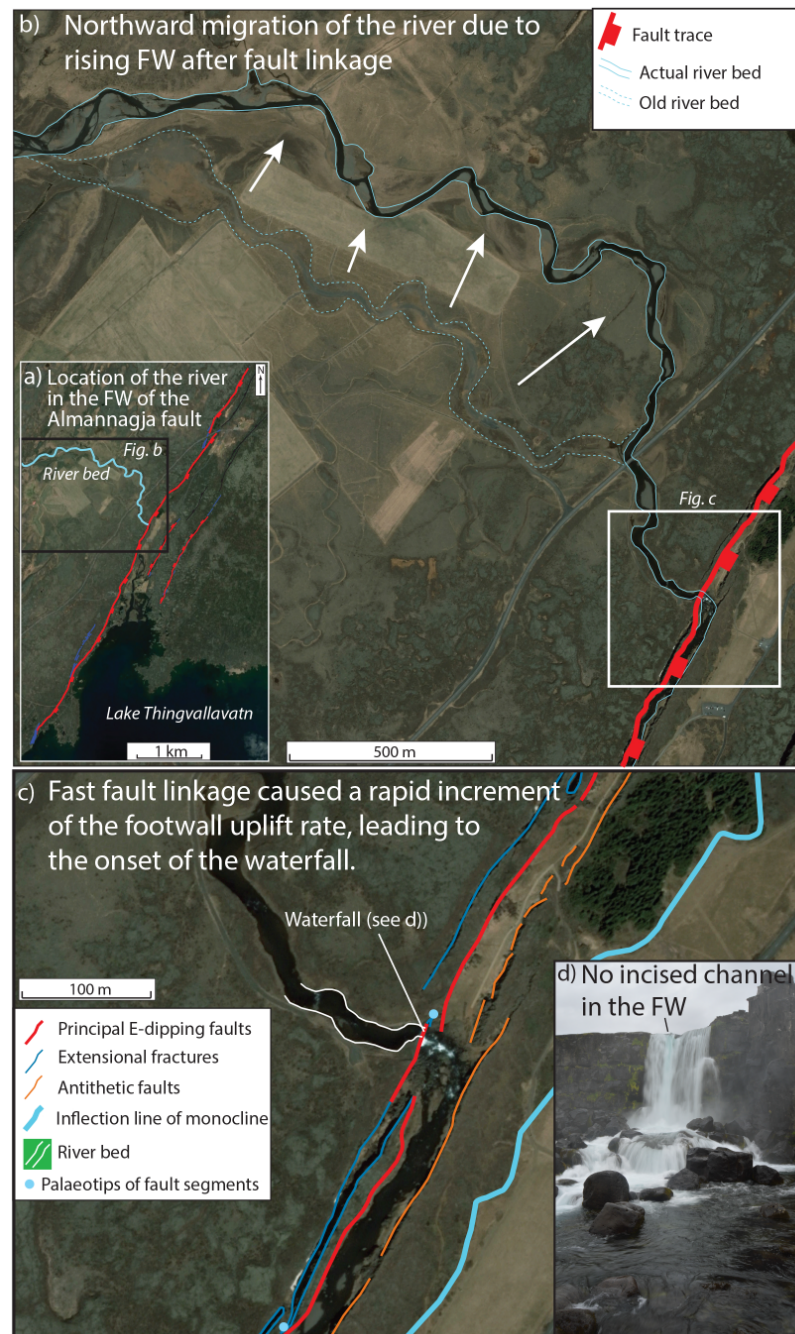 b) Northward migration of the river due to
rising FW after fault linkage
Fault trace
Actual river bed
Old river bed
a) Location of the river
in the FW of the
Almannagja fault
N
Fig. b
River bed
Lake Thingvallavatn
1 km
500 m
Fig. c
c) Fast fault linkage caused a rapid increment
of the footwall uplift rate, leading to
the onset of the waterfall.
Waterfall (see d))
100 m
Principal E-dipping faults
Extensional fractures
Antithetic faults
Inflection line of monocline
River bed
Palaeotips of fault segments
d) No incised channel
in the FW